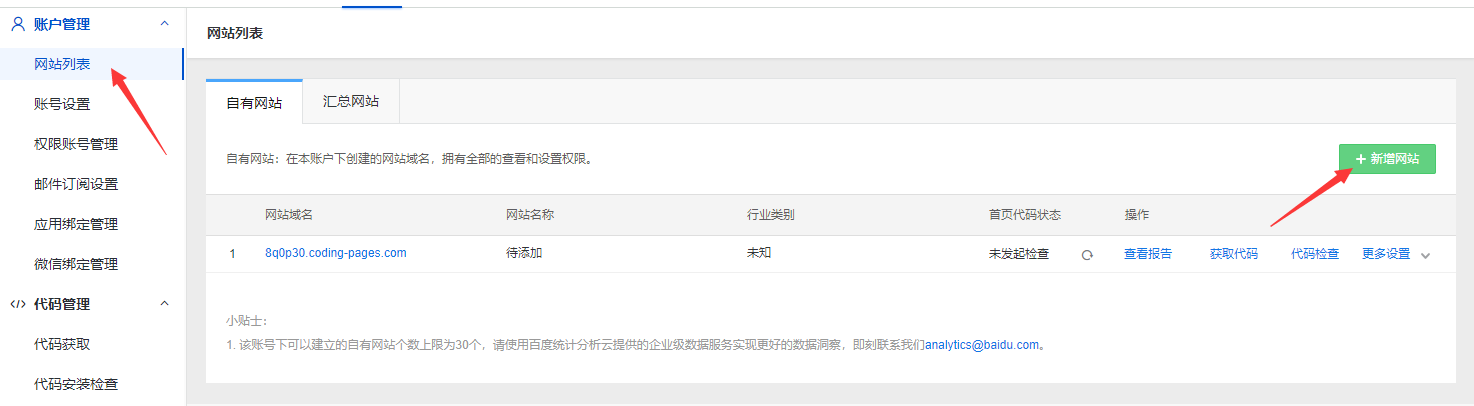 账户管理
网站列表
账号设置
权限账号管理
邮件订阅设置
应用绑定管理
微信绑定管理
</> 代码管理
代码获取
代码安装检查
网站列表
自有网站 汇总网站
自有网站:在本账户下创建的网站域名,拥有全部的查看和设置权限。
+ 新增网站
网站域名 网站名称 行业类别 首页代码状态 操作
1 8q0p30.coding-pages.com 待添加 未知 未发起检查 查看报告 获取代码 代码检查 更多设置
小贴士:
1. 该账号下可以建立的自有网站个数上限为30个,请使用百度统计分析云提供的企业级数据服务实现更好的数据洞察,即刻联系我们analytics@baidu.com。